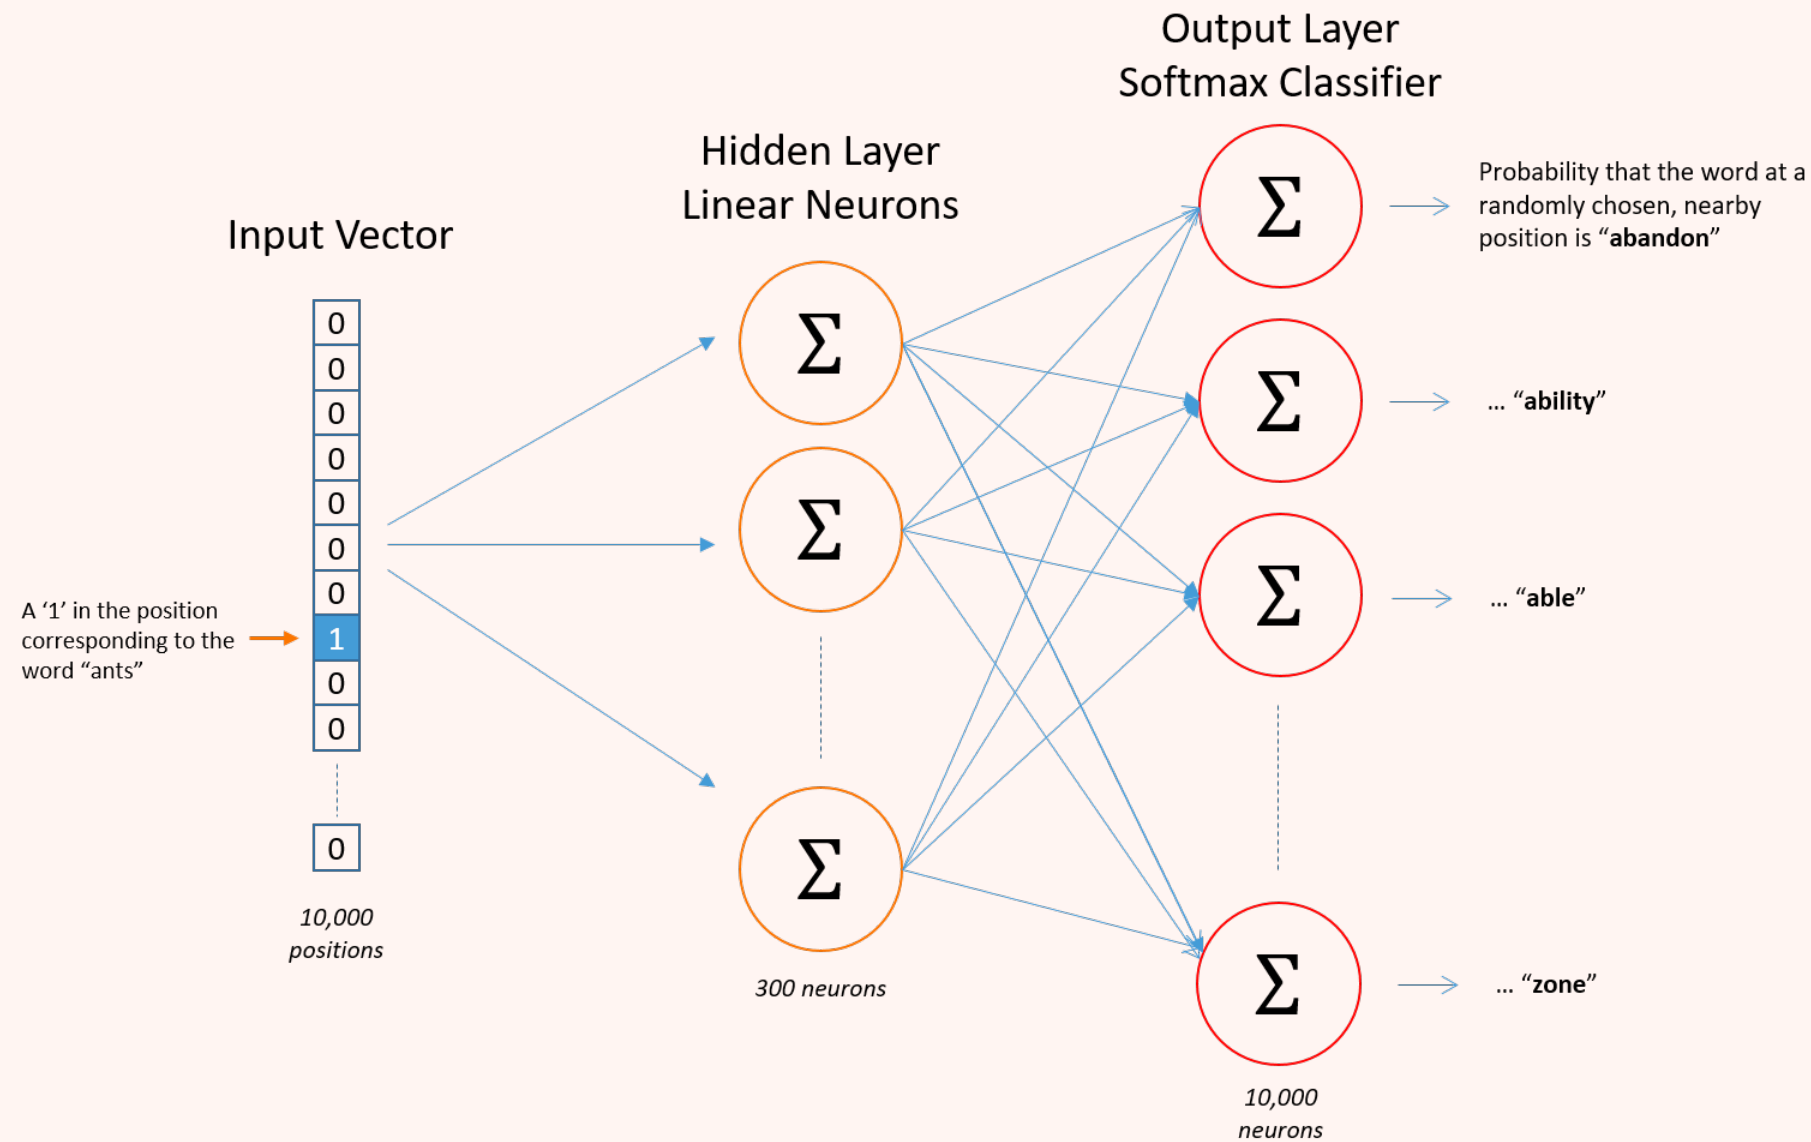 Input Vector
0
0
0
0
0
0
0
1
0
0
0
A ‘1’ in the position
corresponding to the
word “ants”
10,000
positions
Hidden Layer
Linear Neurons
Σ
Σ
Σ
300 neurons
Output Layer
Softmax Classifier
Σ
Σ
Σ
Σ
10,000
neurons
Probability that the word at a
randomly chosen, nearby
position is “abandon”
... “ability”
... “able”
... “zone”